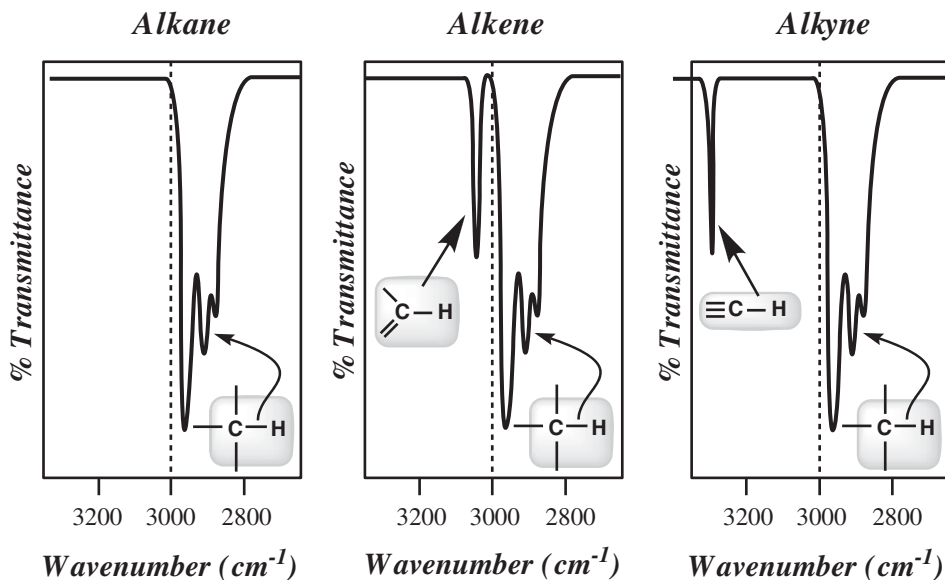 Alkane
% Transmittance
C
H
3200 3000 2800
Wavenumber (cm⁻¹)
Alkene
% Transmittance
C H
C H
3200 3000 2800
Wavenumber (cm⁻¹)
Alkyne
% Transmittance
≡C–H
C H
3200 3000 2800
Wavenumber (cm⁻¹)